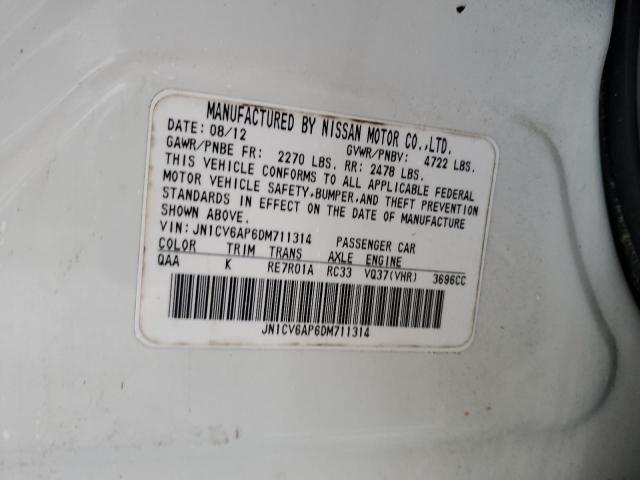 MANUFACTURED BY NISSAN MOTOR CO.,LTD.
DATE: 08/12 GVWR/PNBV: 4722 LBS.
GAWR/PNBE FR: 2270 LBS. RR: 2478 LBS.
THIS VEHICLE CONFORMS TO ALL APPLICABLE FEDERAL
MOTOR VEHICLE SAFETY,BUMPER,AND THEFT PREVENTION
STANDARDS IN EFFECT ON THE DATE OF MANUFACTURE
SHOWN ABOVE.
VIN: JN1CV6AP6DM711314 PASSENGER CAR
COLOR TRIM TRANS AXLE ENGINE
QAA K RE7R01A RC33 VQ37(VHR) 3696CC
JN1CV6AP6DM711314